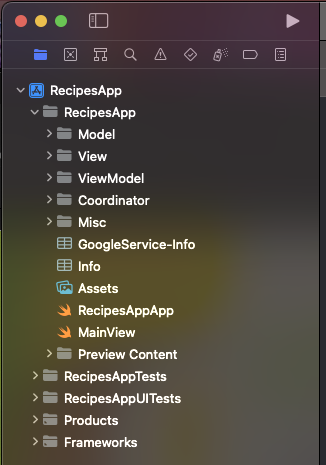 RecipesApp
RecipesApp
Model
View
ViewModel
Coordinator
Misc
GoogleService-Info
Info
Assets
RecipesAppApp
MainView
Preview Content
RecipesAppTests
RecipesAppUITests
Products
Frameworks